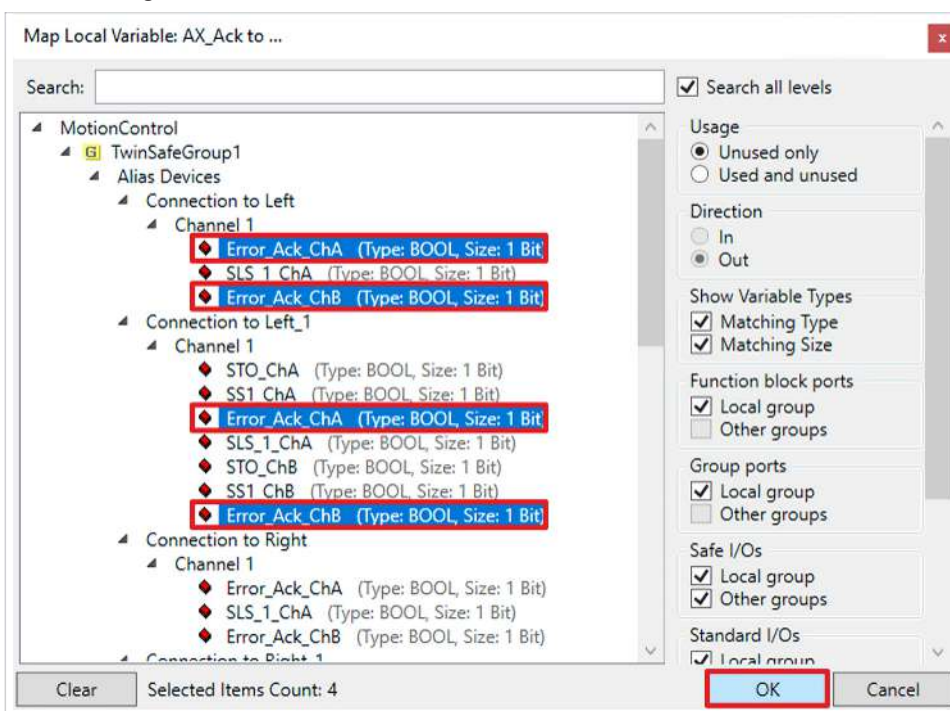 Map Local Variable: AX_Ack to ...
x
Search:
Search all levels
MotionControl
G TwinSafeGroup1
Alias Devices
Connection to Left
Channel 1
Error_Ack_ChA (Type: BOOL, Size: 1 Bit)
SLS_1_ChA (Type: BOOL, Size: 1 Bit)
Error_Ack_ChB (Type: BOOL, Size: 1 Bit)
Connection to Left_1
Channel 1
STO_ChA (Type: BOOL, Size: 1 Bit)
SS1_ChA (Type: BOOL, Size: 1 Bit)
Error_Ack_ChA (Type: BOOL, Size: 1 Bit)
SLS_1_ChA (Type: BOOL, Size: 1 Bit)
STO_ChB (Type: BOOL, Size: 1 Bit)
SS1_ChB (Type: BOOL, Size: 1 Bit)
Error_Ack_ChB (Type: BOOL, Size: 1 Bit)
Connection to Right
Channel 1
Error_Ack_ChA (Type: BOOL, Size: 1 Bit)
SLS_1_ChA (Type: BOOL, Size: 1 Bit)
Error_Ack_ChB (Type: BOOL, Size: 1 Bit)
Connection to Right_1
Usage
Unused only
Used and unused
Direction
In
Out
Show Variable Types
Matching Type
Matching Size
Function block ports
Local group
Other groups
Group ports
Local group
Other groups
Safe I/Os
Local group
Other groups
Standard I/Os
Local group
Clear
Selected Items Count: 4
OK
Cancel